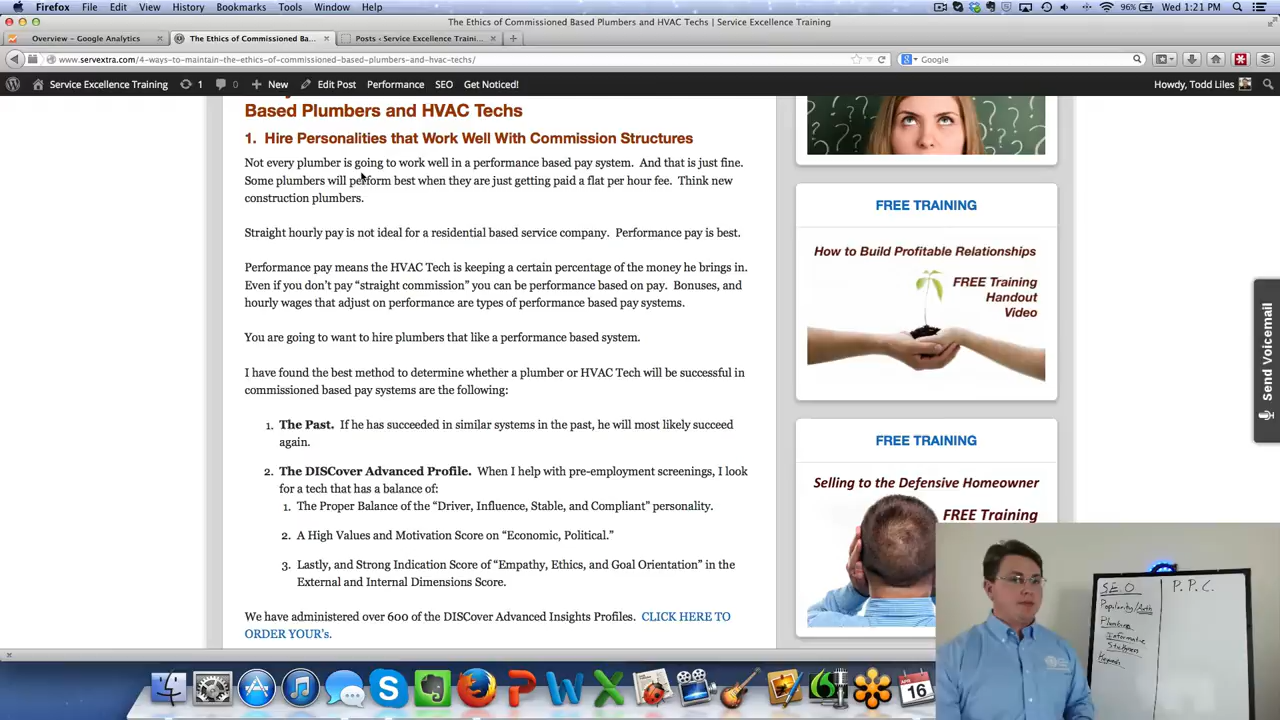 Firefox File Edit View History Bookmarks Tools Window Help
96% Wed 1:21 PM
The Ethics of Commissioned Based Plumbers and HVAC Techs | Service Excellence Training
Overview – Google Analytics
The Ethics of Commissioned Ba...
Posts ‹ Service Excellence Traini...
www.servextra.com/4-ways-to-maintain-the-ethics-of-commissioned-based-plumbers-and-hvac-techs/
Google
Service Excellence Training 1 0 New Edit Post Performance SEO Get Noticed!
Howdy, Todd Liles
Based Plumbers and HVAC Techs
1. Hire Personalities that Work Well With Commission Structures
Not every plumber is going to work well in a performance based pay system. And that is just fine.
Some plumbers will perform best when they are just getting paid a flat per hour fee. Think new
construction plumbers.
Straight hourly pay is not ideal for a residential based service company. Performance pay is best.
Performance pay means the HVAC Tech is keeping a certain percentage of the money he brings in.
Even if you don't pay “straight commission” you can be performance based on pay. Bonuses, and
hourly wages that adjust on performance are types of performance based pay systems.
You are going to want to hire plumbers that like a performance based system.
I have found the best method to determine whether a plumber or HVAC Tech will be successful in
commissioned based pay systems are the following:
1. The Past. If he has succeeded in similar systems in the past, he will most likely succeed
again.
2. The DISCover Advanced Profile. When I help with pre-employment screenings, I look
for a tech that has a balance of:
1. The Proper Balance of the “Driver, Influence, Stable, and Compliant” personality.
2. A High Values and Motivation Score on “Economic, Political.”
3. Lastly, and Strong Indication Score of “Empathy, Ethics, and Goal Orientation” in the
External and Internal Dimensions Score.
We have administered over 600 of the DISCover Advanced Insights Profiles. CLICK HERE TO
ORDER YOUR's.
FREE TRAINING
How to Build Profitable Relationships
FREE Training
Handout
Video
FREE TRAINING
Selling to the Defensive Homeowner
FREE Training
Send Voicemail
S.E.O
Plumbing
Informative
P.P.C.
16